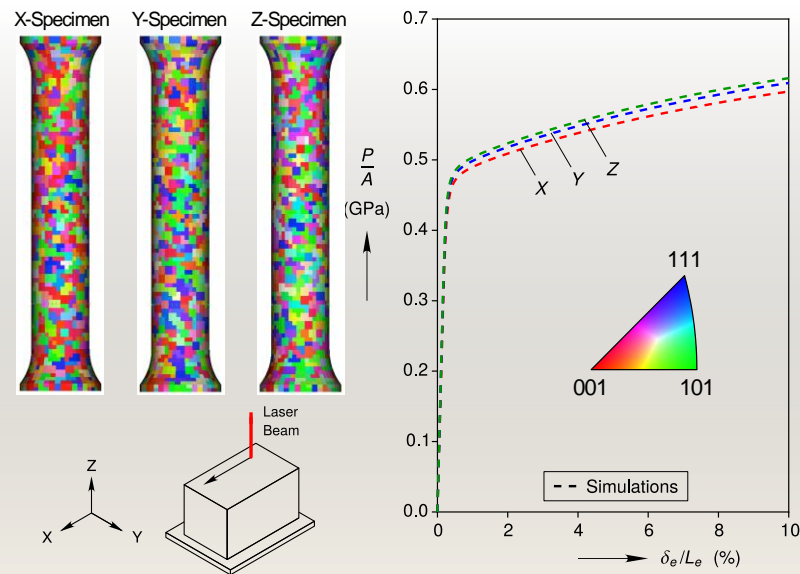 X-Specimen Y-Specimen Z-Specimen
P
A
(GPa)
0.7
0.6
0.5
0.4
0.3
0.2
0.1
0.0
X
Y
Z
111
001
101
Simulations
0 2 4 6 8 10
δe/Le (%)
Laser
Beam
Z
X
Y